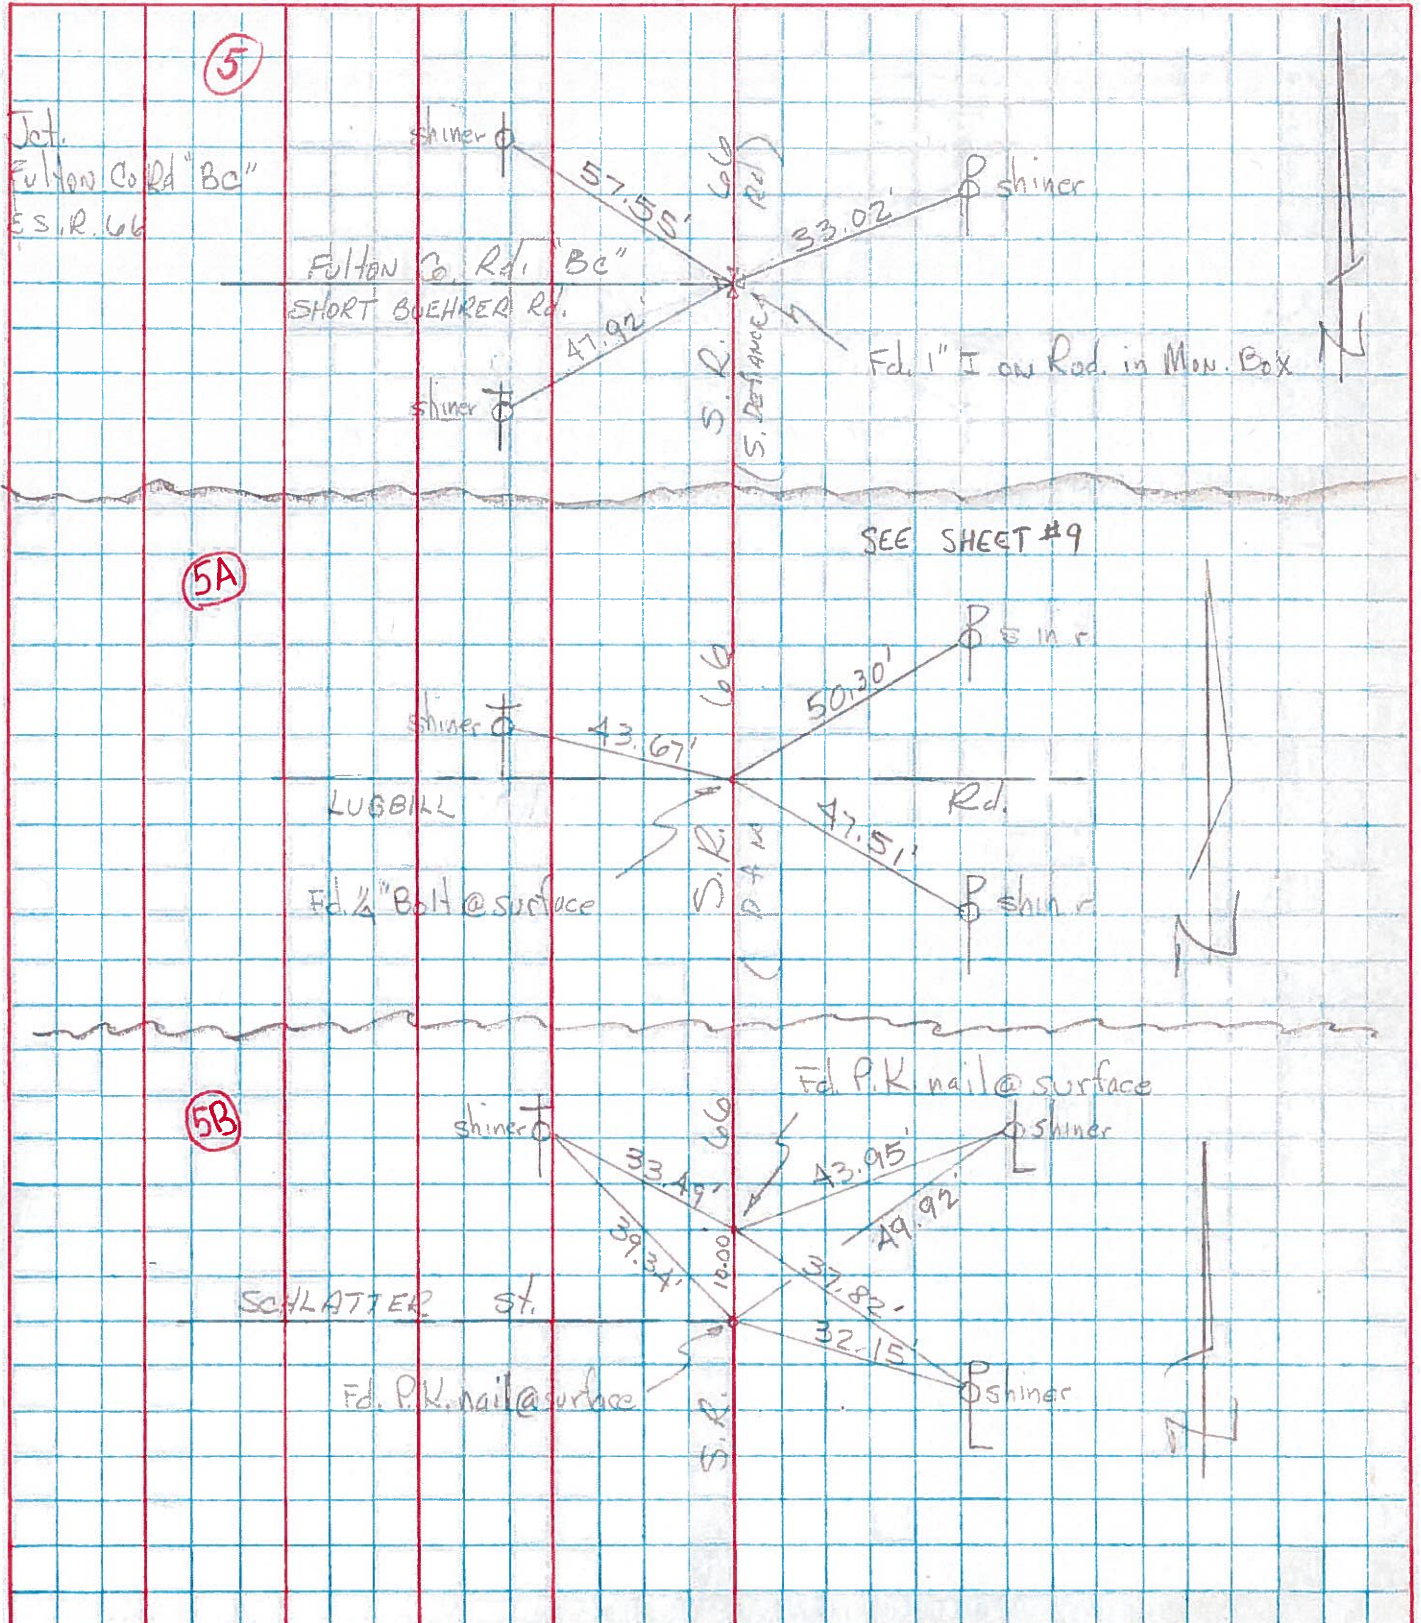 5
Jct.
Fulton Co Rd "BC"
& S.R. 66
shiner
57.55'
66
Rd)
shiner
33.02'
Fulton Co. Rd. "BC"
SHORT BUEHRER Rd.
47.92'
shiner
S. R.
(S. DEFIANCE
Fd. 1" Iron Rod. in Mon. Box
SEE SHEET #9
5A
66
50.30'
shiner
43.67'
LUGBILL
Rd.
47.51'
S.R.
Fd. "Bolt @ surface
5B
Fd. P.K nail @ surface
shiner
66
shiner
33.49'
43.95'
49.92'
39.34'
10.00'
37.82'
SCHLATTER St.
32.15'
Fd. P.K. nail @ surface
shiner
S.R.